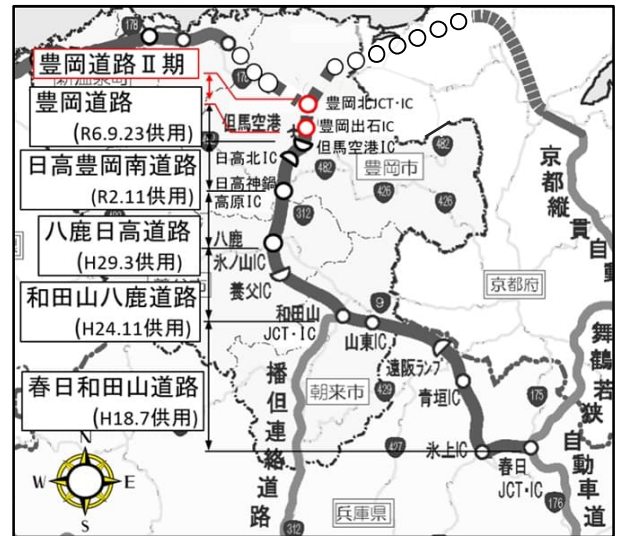 178
豊岡道路Ⅱ期
新温泉町
178
豊岡北JCT・IC
豊岡道路
(R6.9.23供用)
但馬空港
豊岡出石IC
但馬空港IC
482
日高豊岡南道路
(R2.11供用)
日高北IC
482
豊岡市
日高神鍋
高原IC
426
426
312
京都縦貫自動
八鹿日高道路
(H29.3供用)
八鹿
氷ノ山IC
養父IC
京都府
和田山八鹿道路
(H24.11供用)
和田山
JCT・IC
9
山東IC
遠阪ランプ
舞鶴若狭自動車道
春日和田山道路
(H18.7供用)
播但連絡道路
朝来市
429
青垣IC
175
427
氷上IC
春日
JCT・IC
176
N
W
E
S
兵庫県
312